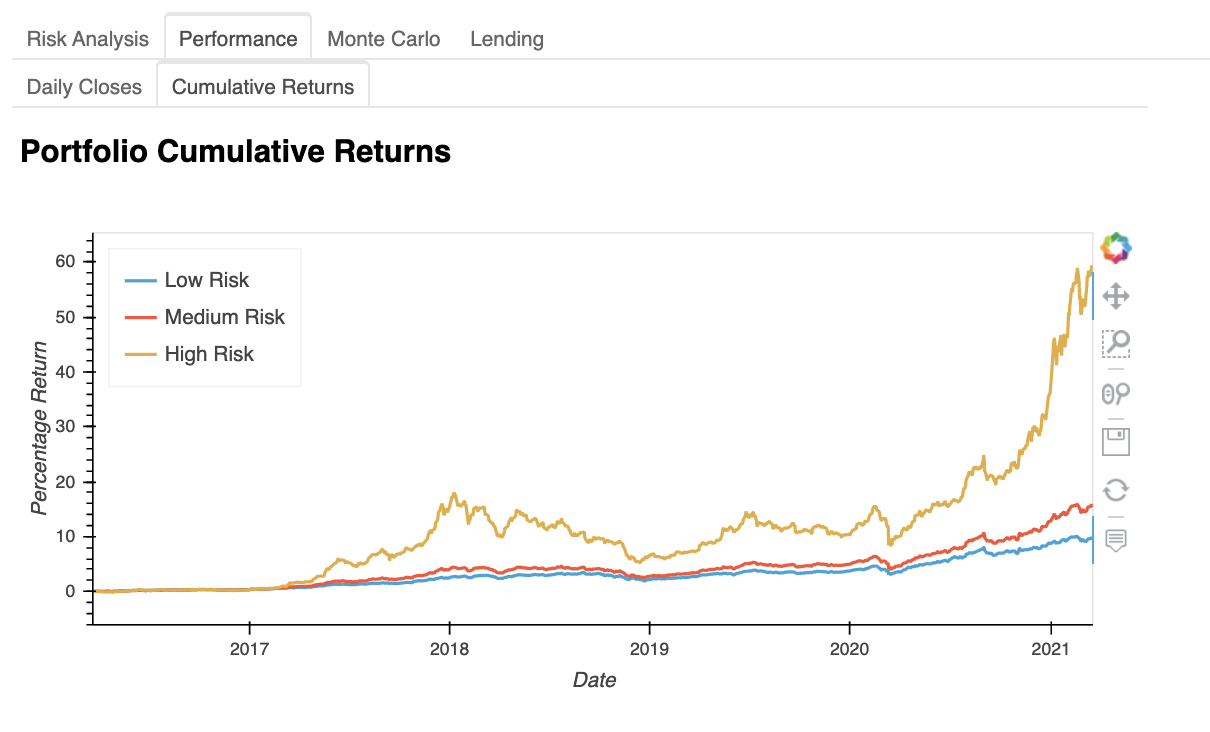 Risk Analysis Performance Monte Carlo Lending
Daily Closes Cumulative Returns
Portfolio Cumulative Returns
Low Risk
Medium Risk
High Risk
Percentage Return
60
50
40
30
20
10
0
2017 2018 2019 2020 2021
Date